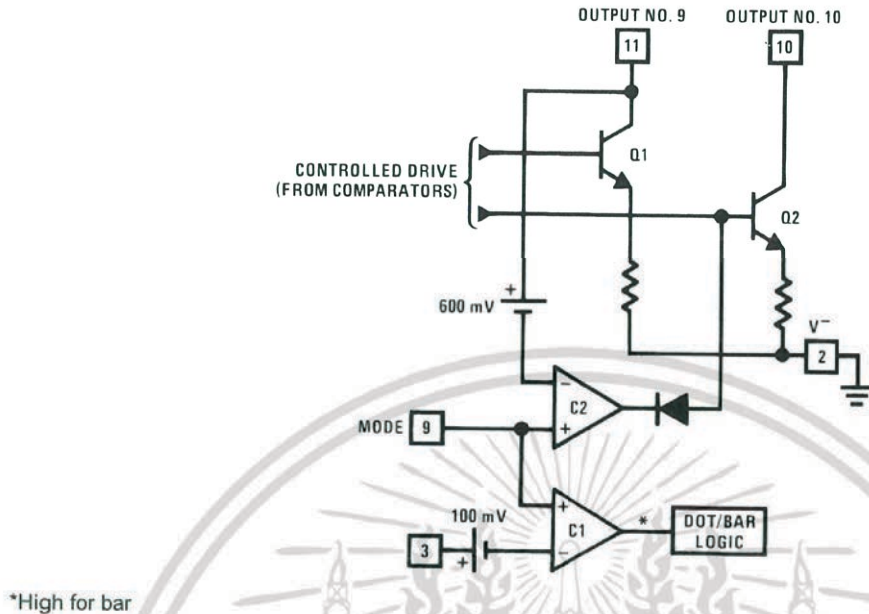 OUTPUT NO. 9
OUTPUT NO. 10
11
10
Q1
CONTROLLED DRIVE
(FROM COMPARATORS)
Q2
+
600 mV
V−
2
−
C2
MODE
9
+
100 mV
+
C1
*
DOT/BAR
LOGIC
3
+
−
*High for bar